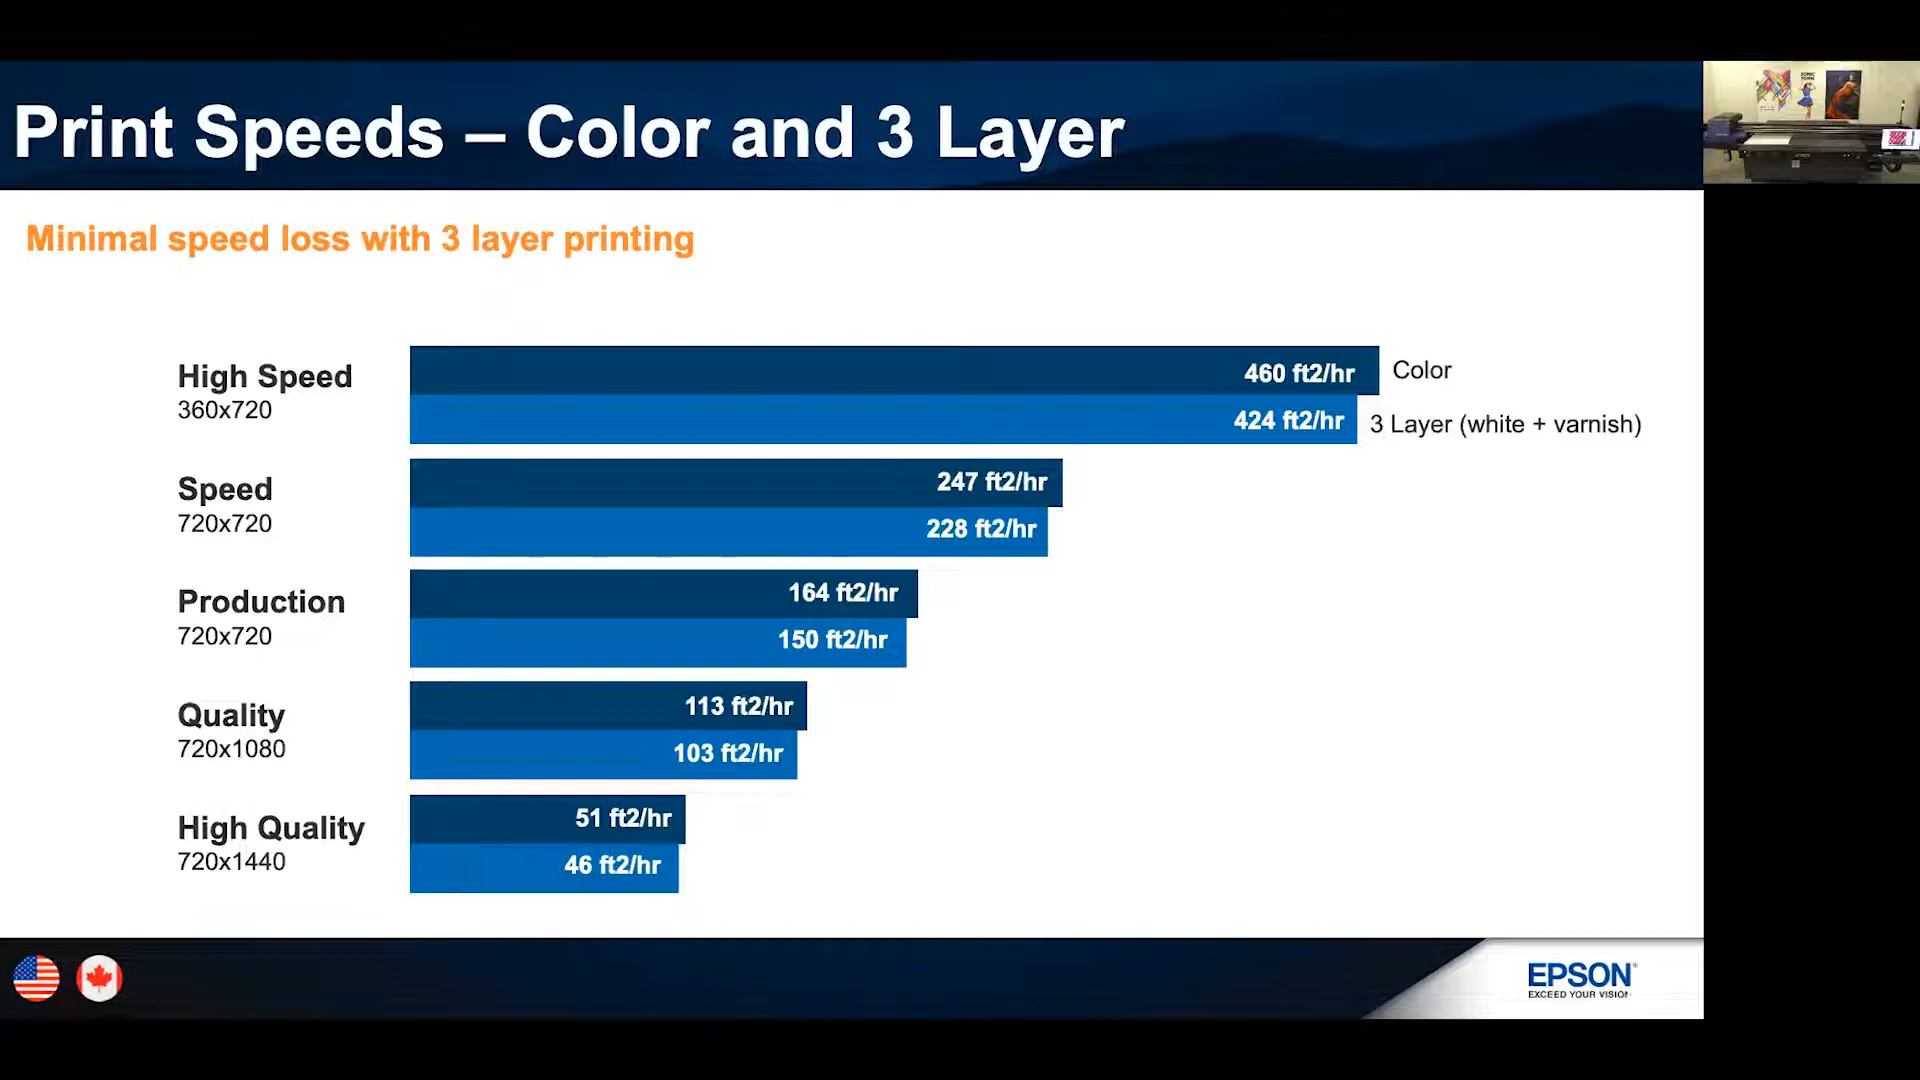 Print Speeds – Color and 3 Layer
Minimal speed loss with 3 layer printing
High Speed
360x720
460 ft2/hr
Color
424 ft2/hr
3 Layer (white + varnish)
Speed
720x720
247 ft2/hr
228 ft2/hr
Production
720x720
164 ft2/hr
150 ft2/hr
Quality
720x1080
113 ft2/hr
103 ft2/hr
High Quality
720x1440
51 ft2/hr
46 ft2/hr
EPSON
EXCEED YOUR VISION